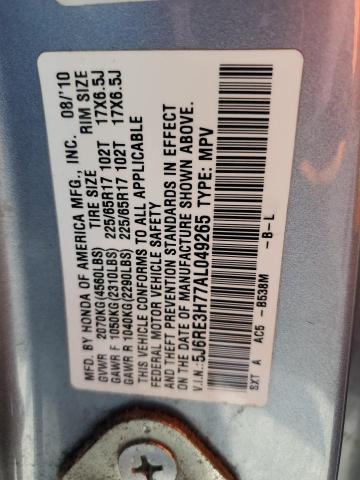 MFD. BY HONDA OF AMERICA MFG., INC. 08/'10
TIRE SIZE RIM SIZE
GVWR 2070KG(4560LBS)
GAWR F 1050KG(2310LBS) 225/65R17 102T 17X6.5J
GAWR R 1040KG(2290LBS) 225/65R17 102T 17X6.5J
THIS VEHICLE CONFORMS TO ALL APPLICABLE
FEDERAL MOTOR VEHICLE SAFETY
AND THEFT PREVENTION STANDARDS IN EFFECT
ON THE DATE OF MANUFACTURE SHOWN ABOVE.
V.I.N.:5J6RE3H77AL049265 TYPE: MPV
SXT A AC5 -B538M -B-L